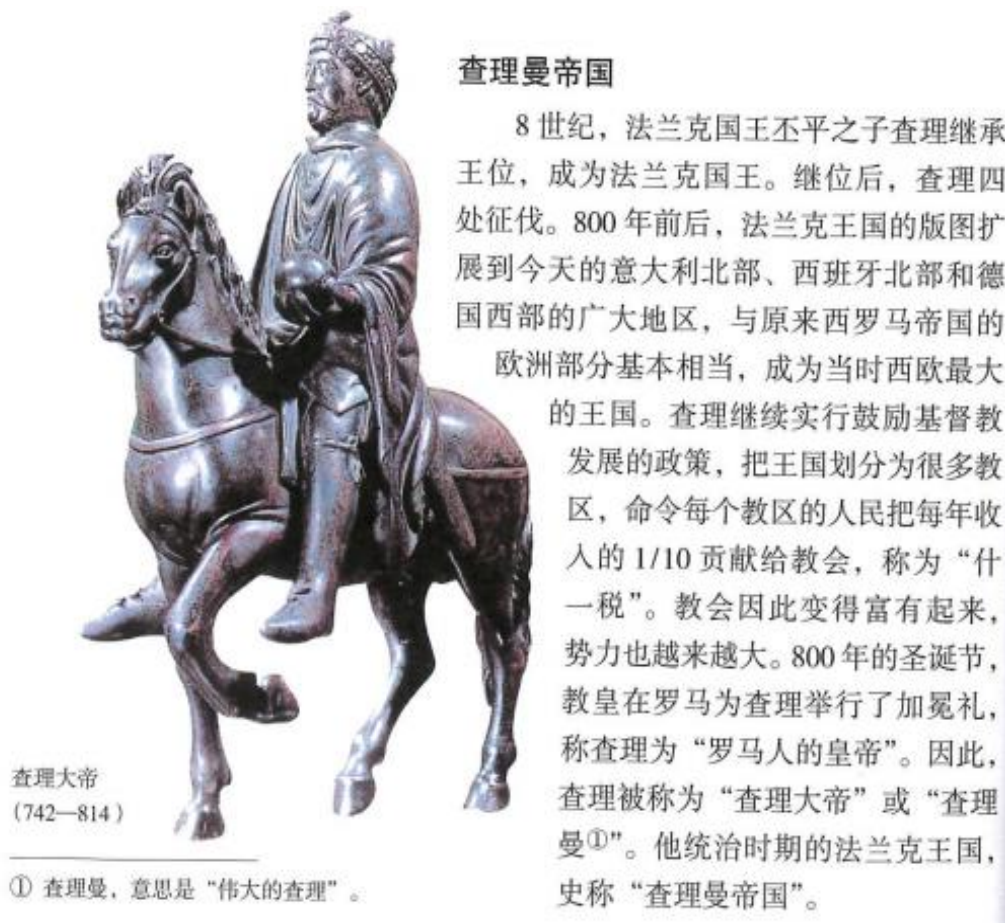 查理曼帝国
8世纪，法兰克国王丕平之子查理继承
王位，成为法兰克国王。继位后，查理四
处征伐。800年前后，法兰克王国的版图扩
展到今天的意大利北部、西班牙北部和德
国西部的广大地区，与原来西罗马帝国的
欧洲部分基本相当，成为当时西欧最大
的王国。查理继续实行鼓励基督教
发展的政策，把王国划分为很多教
区，命令每个教区的人民把每年收
入的1/10贡献给教会，称为“什
一税”。教会因此变得富有起来，
势力也越来越大。800年的圣诞节，
教皇在罗马为查理举行了加冕礼，
称查理为“罗马人的皇帝”。因此，
查理被称为“查理大帝”或“查理
曼①”。他统治时期的法兰克王国，
史称“查理曼帝国”。
查理大帝
（742—814）
① 查理曼，意思是“伟大的查理”。